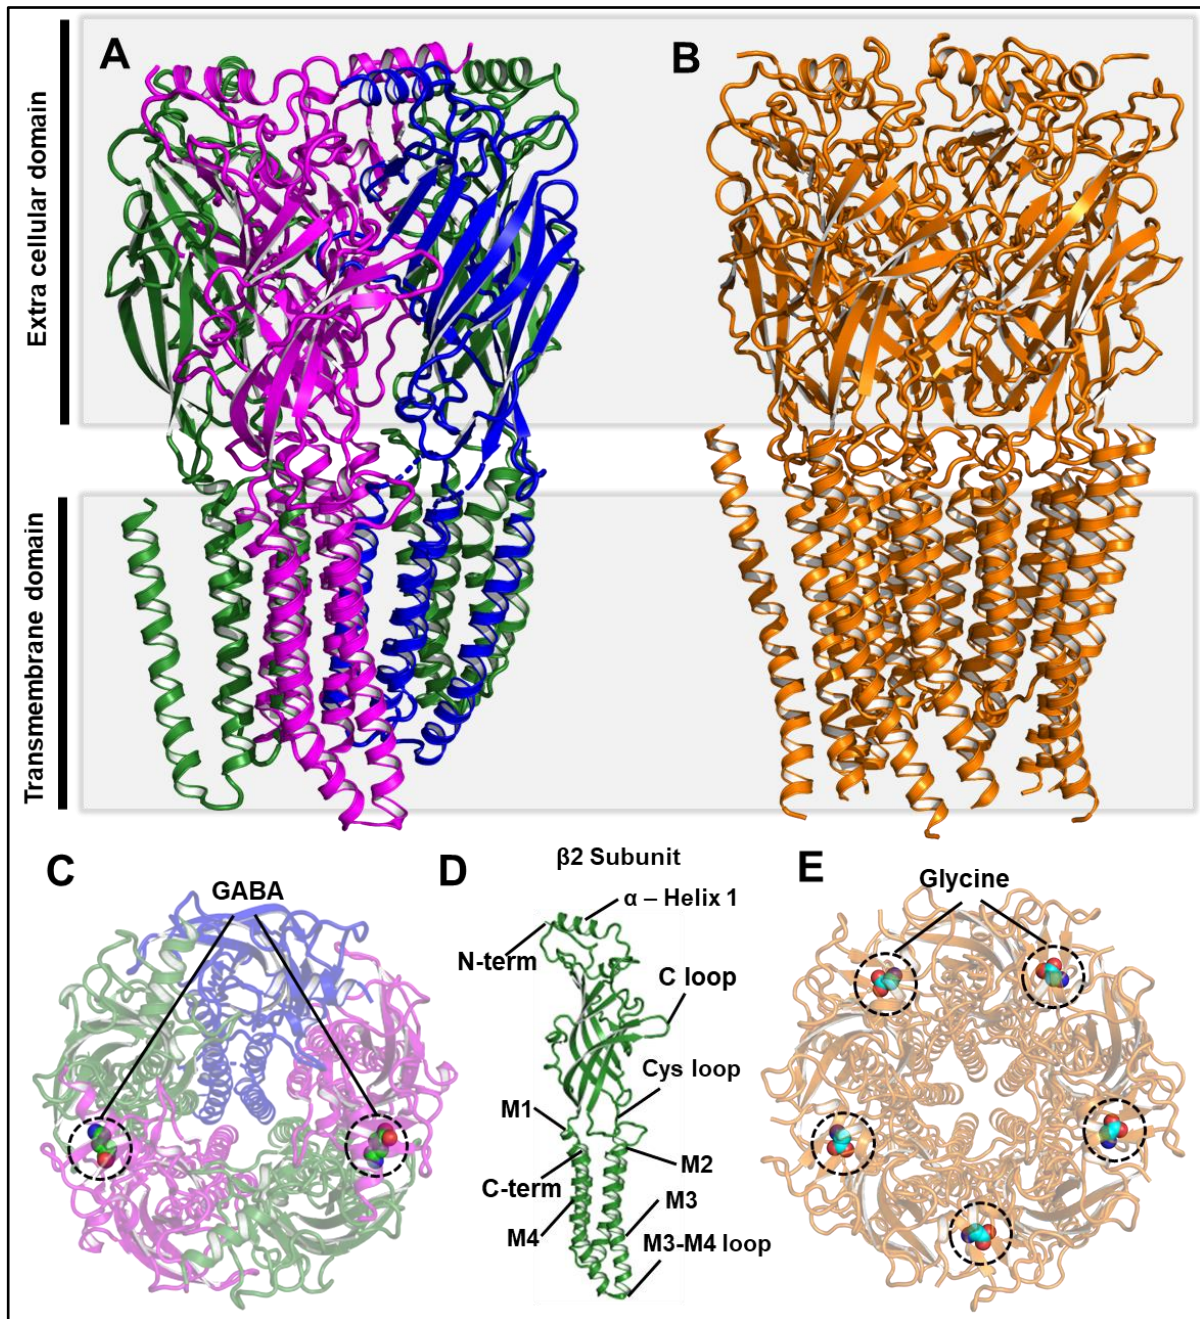 A
B
Extra cellular domain
Transmembrane domain
C
GABA
D
β2 Subunit
α – Helix 1
N-term
C loop
Cys loop
M1
M2
C-term
M3
M4
M3-M4 loop
E
Glycine